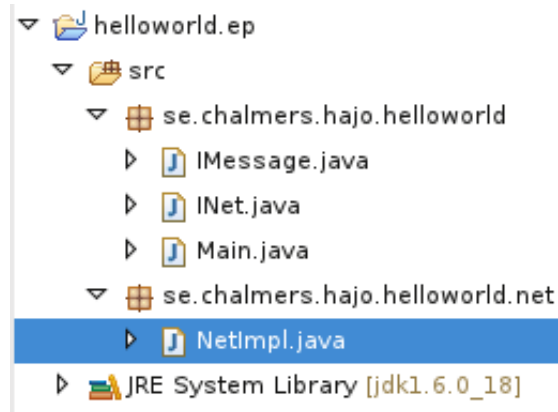 helloworld.ep
src
se.chalmers.hajo.helloworld
IMessage.java
INet.java
Main.java
se.chalmers.hajo.helloworld.net
NetImpl.java
JRE System Library [jdk1.6.0_18]